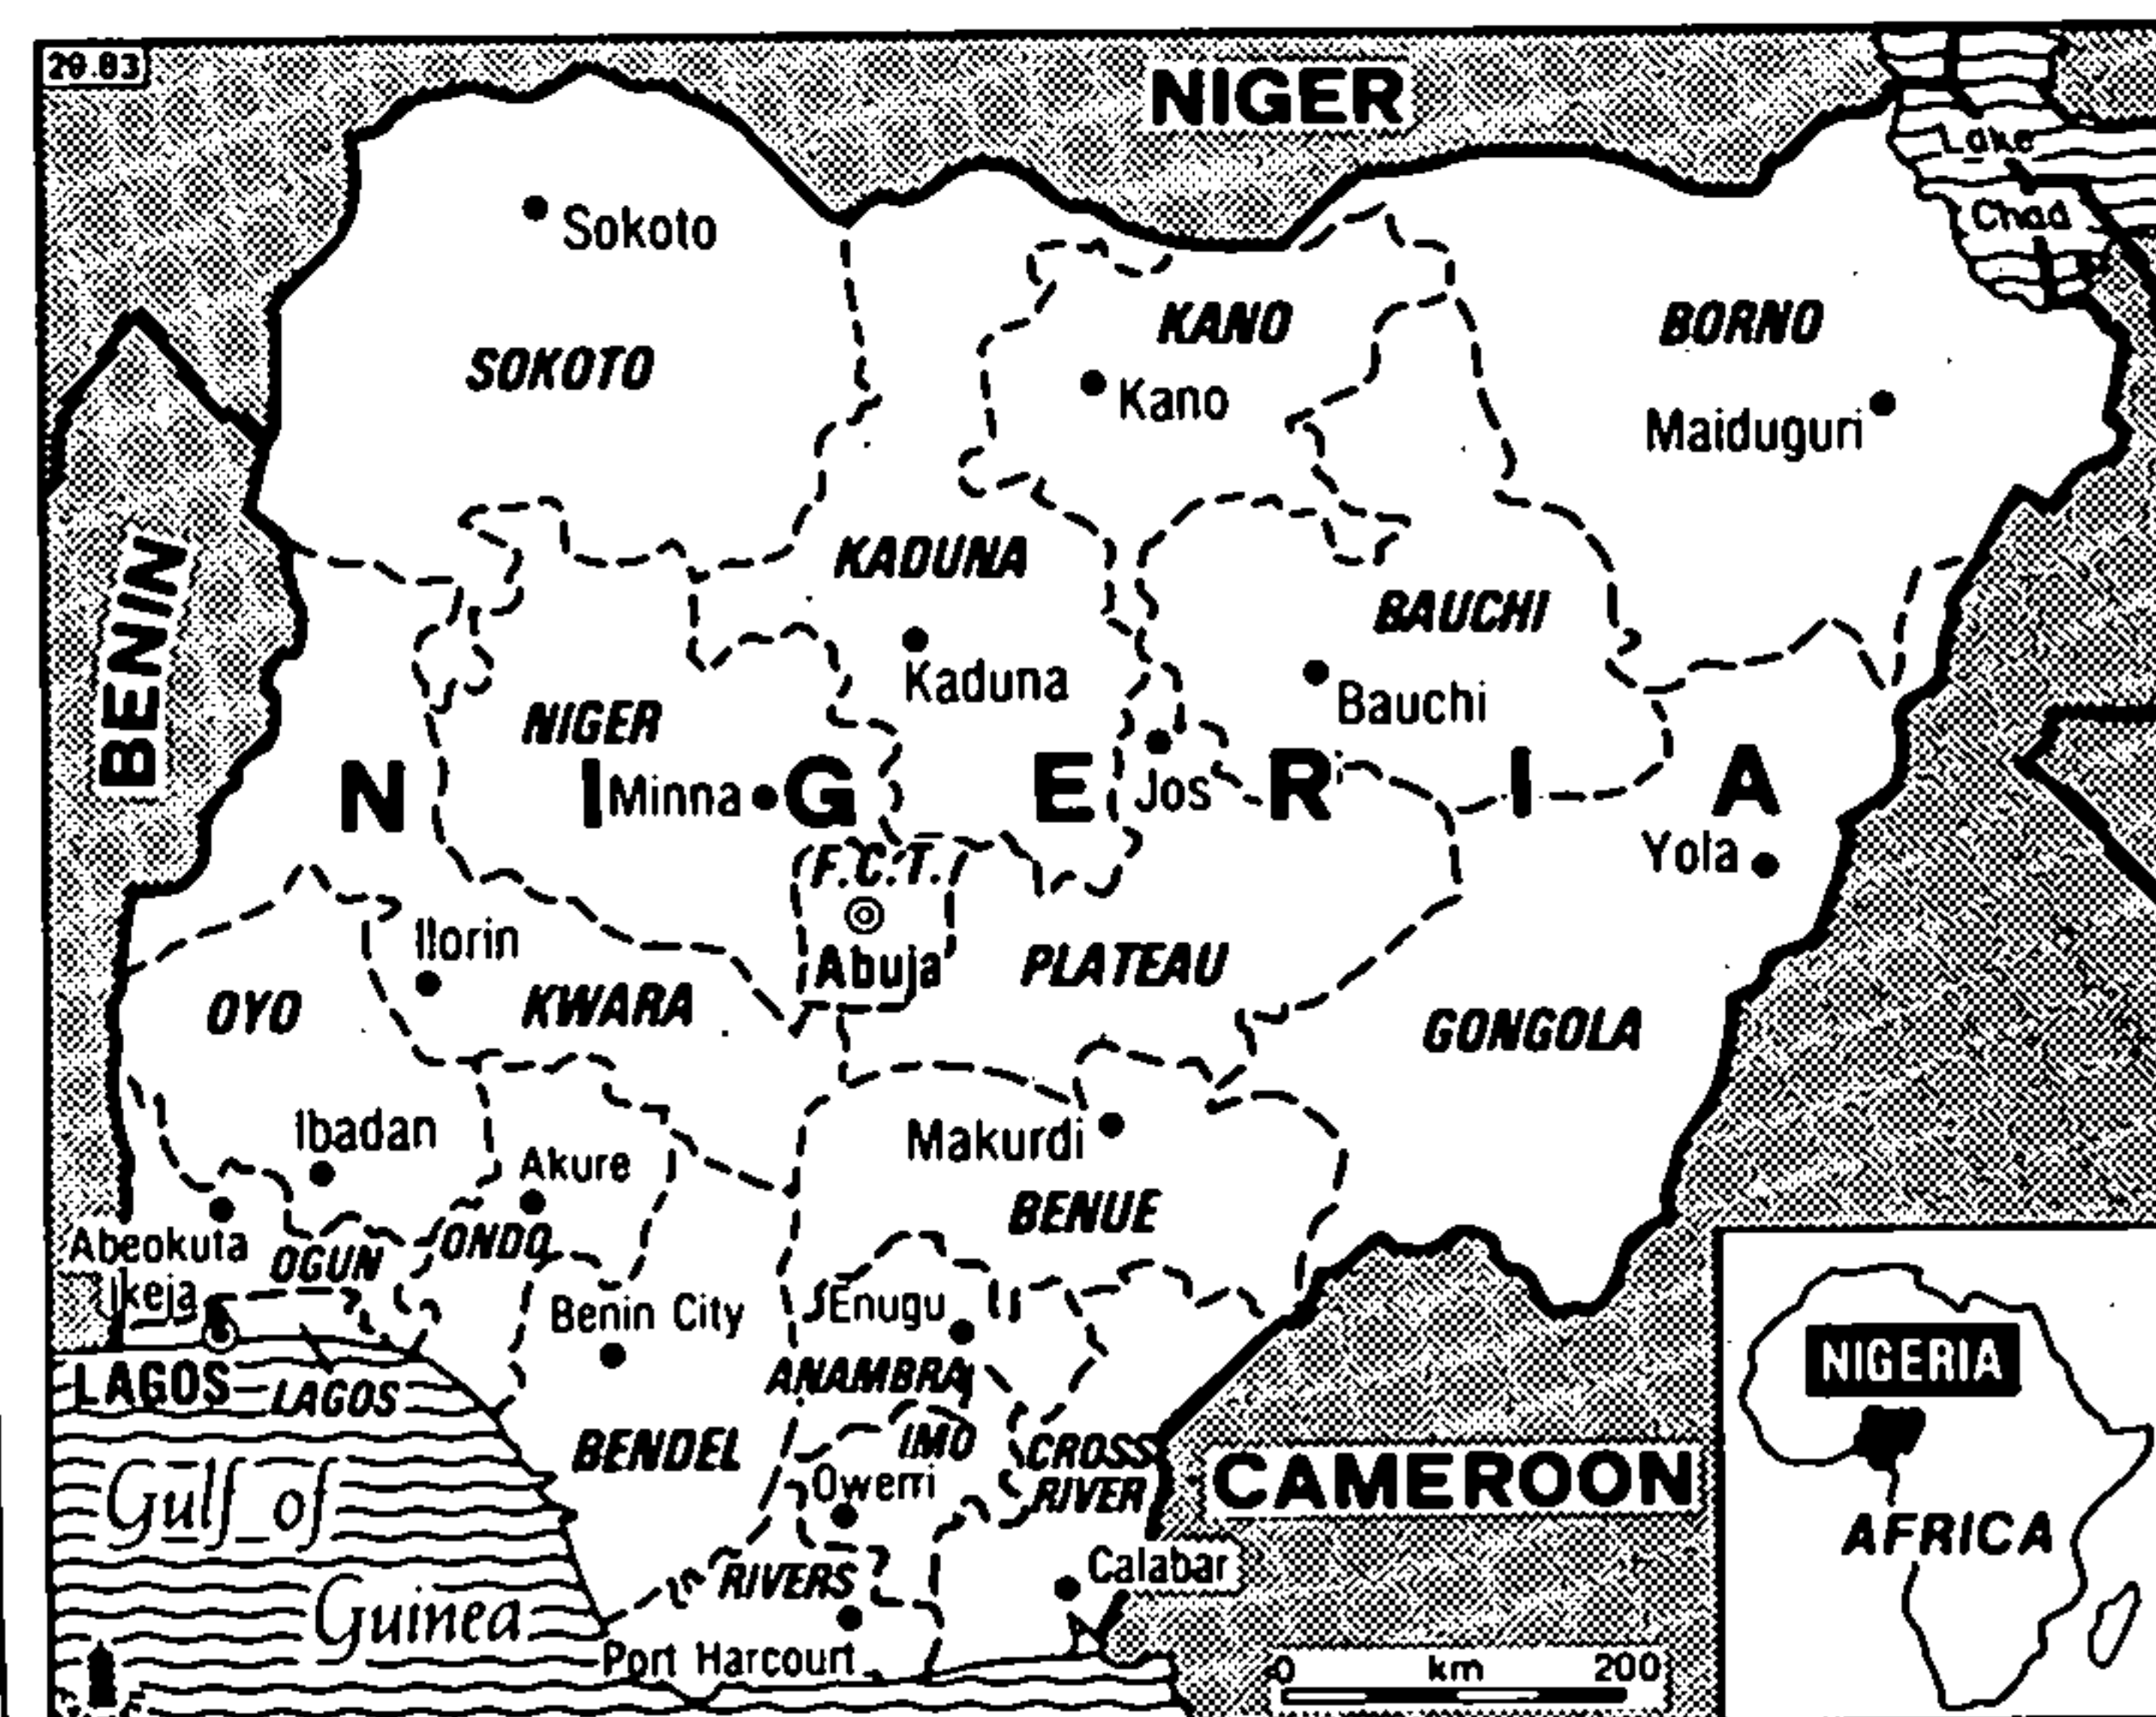 20.83
NIGER
Lake
Chad
Sokoto
SOKOTO
KANO
Kano
BORNO
Maiduguri
BENIN
KADUNA
Kaduna
BAUCHI
Bauchi
NIGER
NIGERIA
Minna
Jos
Yola
F.C.T.
Abuja
Ilorin
OYO
KWARA
PLATEAU
GONGOLA
Ibadan
Akure
Makurdi
BENUE
Abeokuta
OGUN
ONDO
Ikeja
Benin City
Enugu
LAGOS
LAGOS
ANAMBRA
BENDEL
IMO
Owerri
CROSS
RIVER
CAMEROON
Gulf of
Guinea
RIVERS
Calabar
Port Harcourt
0 km 200
NIGERIA
AFRICA